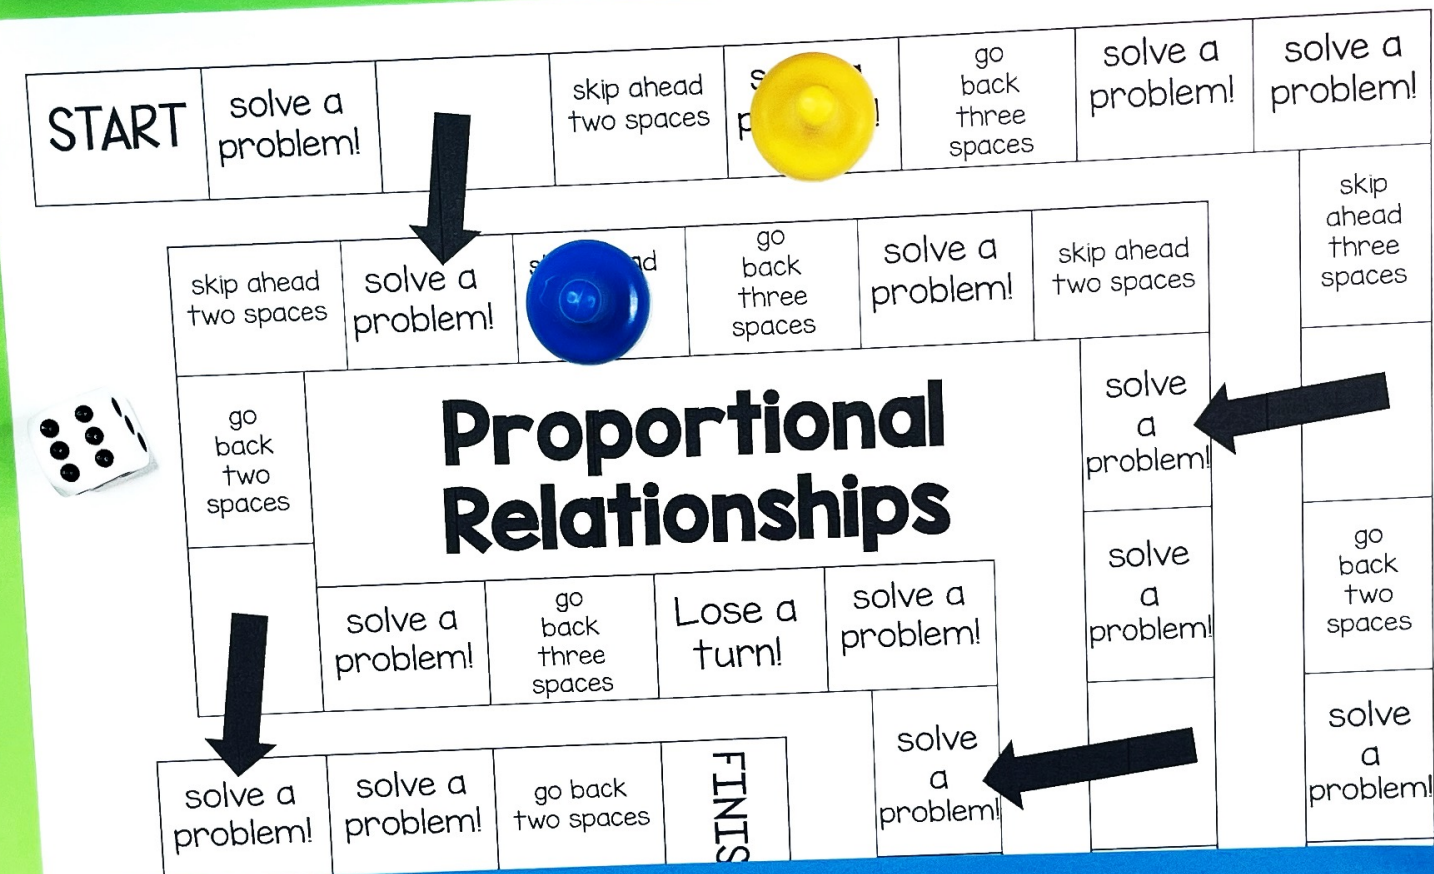 START
solve a
problem!
skip ahead
two spaces
go
back
three
spaces
solve a
problem!
solve a
problem!
skip
ahead
three
spaces
go
back
two
spaces
solve
a
problem!
skip ahead
two spaces
solve a
problem!
go
back
three
spaces
solve a
problem!
skip ahead
two spaces
solve
a
problem!
solve
a
problem!
go
back
two
spaces
Proportional
Relationships
solve a
problem!
go
back
three
spaces
Lose a
turn!
solve a
problem!
solve
a
problem!
solve a
problem!
solve a
problem!
go back
two spaces
FINIS